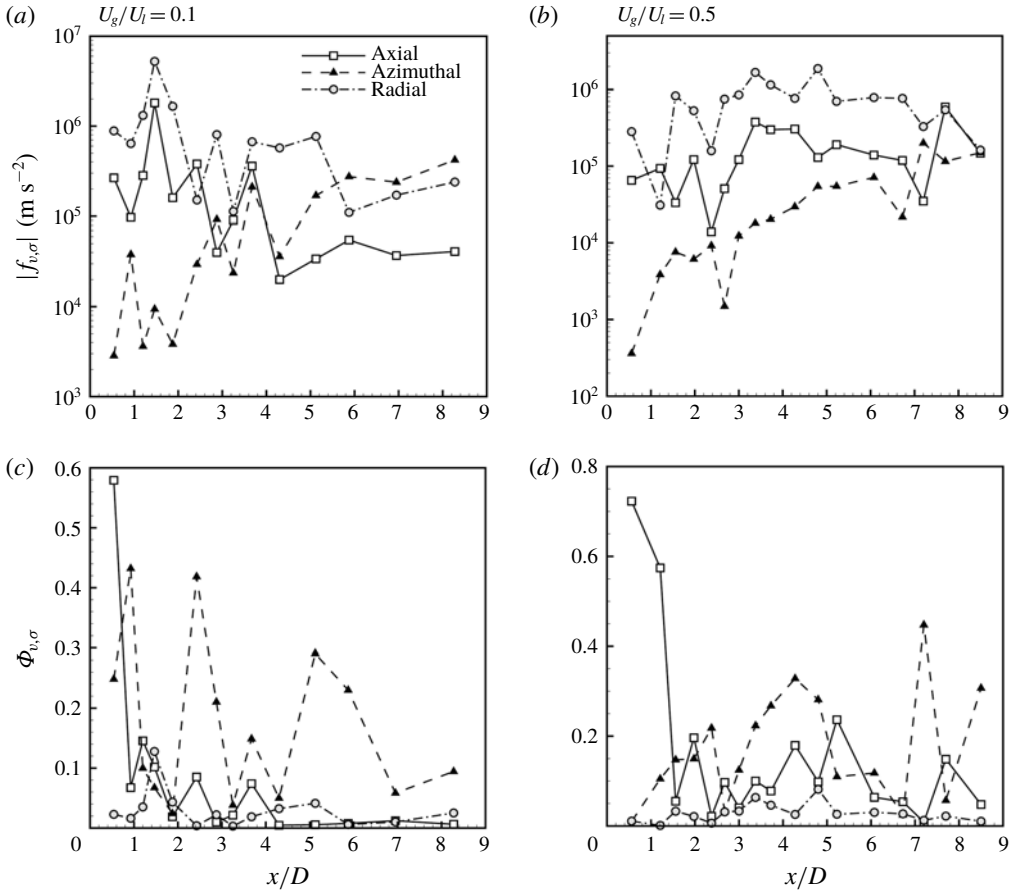 (a) U_g/U_l = 0.1
10^7
10^6
10^5
10^4
10^3
|f_{v,σ}| (m s^{−2})
Axial
Azimuthal
Radial
0 1 2 3 4 5 6 7 8 9
(b) U_g/U_l = 0.5
10^6
10^5
10^4
10^3
10^2
0 1 2 3 4 5 6 7 8 9
(c)
0.6
0.5
0.4
0.3
0.2
0.1
Φ_{v,σ}
0 1 2 3 4 5 6 7 8 9
x/D
(d)
0.8
0.6
0.4
0.2
0 1 2 3 4 5 6 7 8 9
x/D